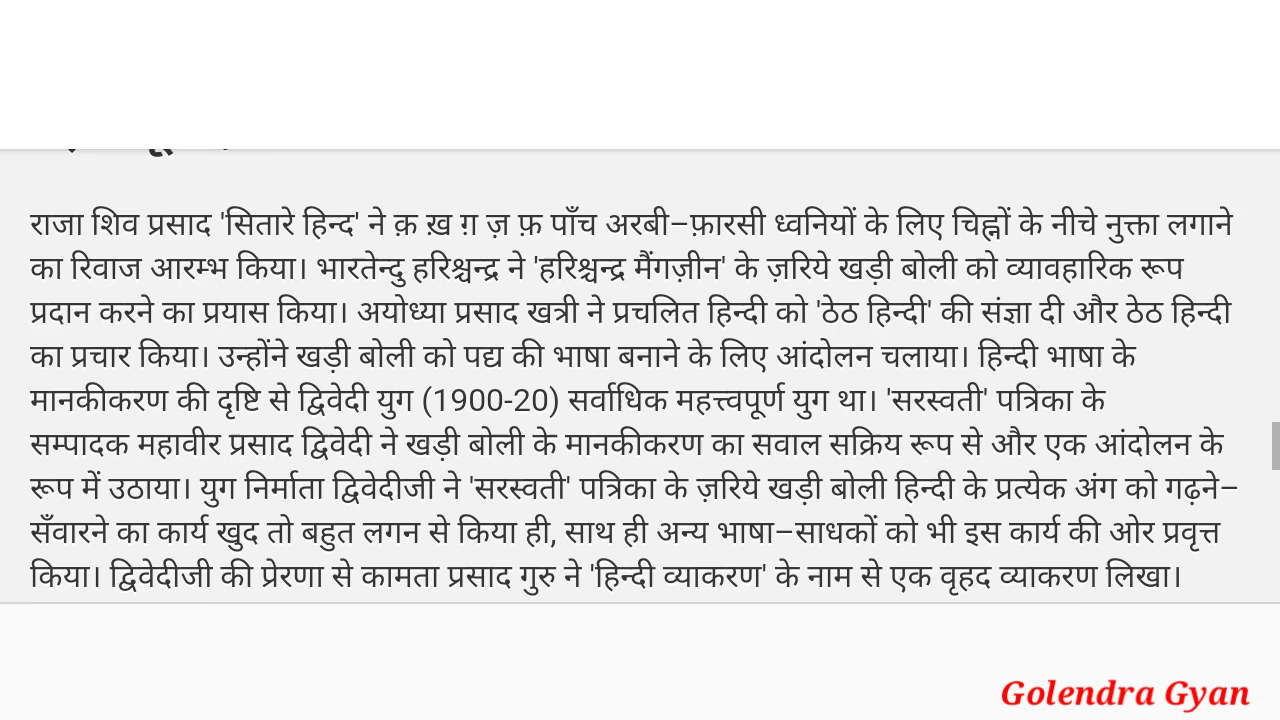 राजा शिव प्रसाद 'सितारे हिन्द' ने क़ ख़ ग़ ज़ फ़ पाँच अरबी–फ़ारसी ध्वनियों के लिए चिह्नों के नीचे नुक्ता लगाने
का रिवाज आरम्भ किया। भारतेन्दु हरिश्चन्द्र ने 'हरिश्चन्द्र मैंगज़ीन' के ज़रिये खड़ी बोली को व्यावहारिक रूप
प्रदान करने का प्रयास किया। अयोध्या प्रसाद खत्री ने प्रचलित हिन्दी को 'ठेठ हिन्दी' की संज्ञा दी और ठेठ हिन्दी
का प्रचार किया। उन्होंने खड़ी बोली को पद्य की भाषा बनाने के लिए आंदोलन चलाया। हिन्दी भाषा के
मानकीकरण की दृष्टि से द्विवेदी युग (1900-20) सर्वाधिक महत्त्वपूर्ण युग था। 'सरस्वती' पत्रिका के
सम्पादक महावीर प्रसाद द्विवेदी ने खड़ी बोली के मानकीकरण का सवाल सक्रिय रूप से और एक आंदोलन के
रूप में उठाया। युग निर्माता द्विवेदीजी ने 'सरस्वती' पत्रिका के ज़रिये खड़ी बोली हिन्दी के प्रत्येक अंग को गढ़ने–
सँवारने का कार्य खुद तो बहुत लगन से किया ही, साथ ही अन्य भाषा–साधकों को भी इस कार्य की ओर प्रवृत्त
किया। द्विवेदीजी की प्रेरणा से कामता प्रसाद गुरु ने 'हिन्दी व्याकरण' के नाम से एक वृहद व्याकरण लिखा।
Golendra Gyan